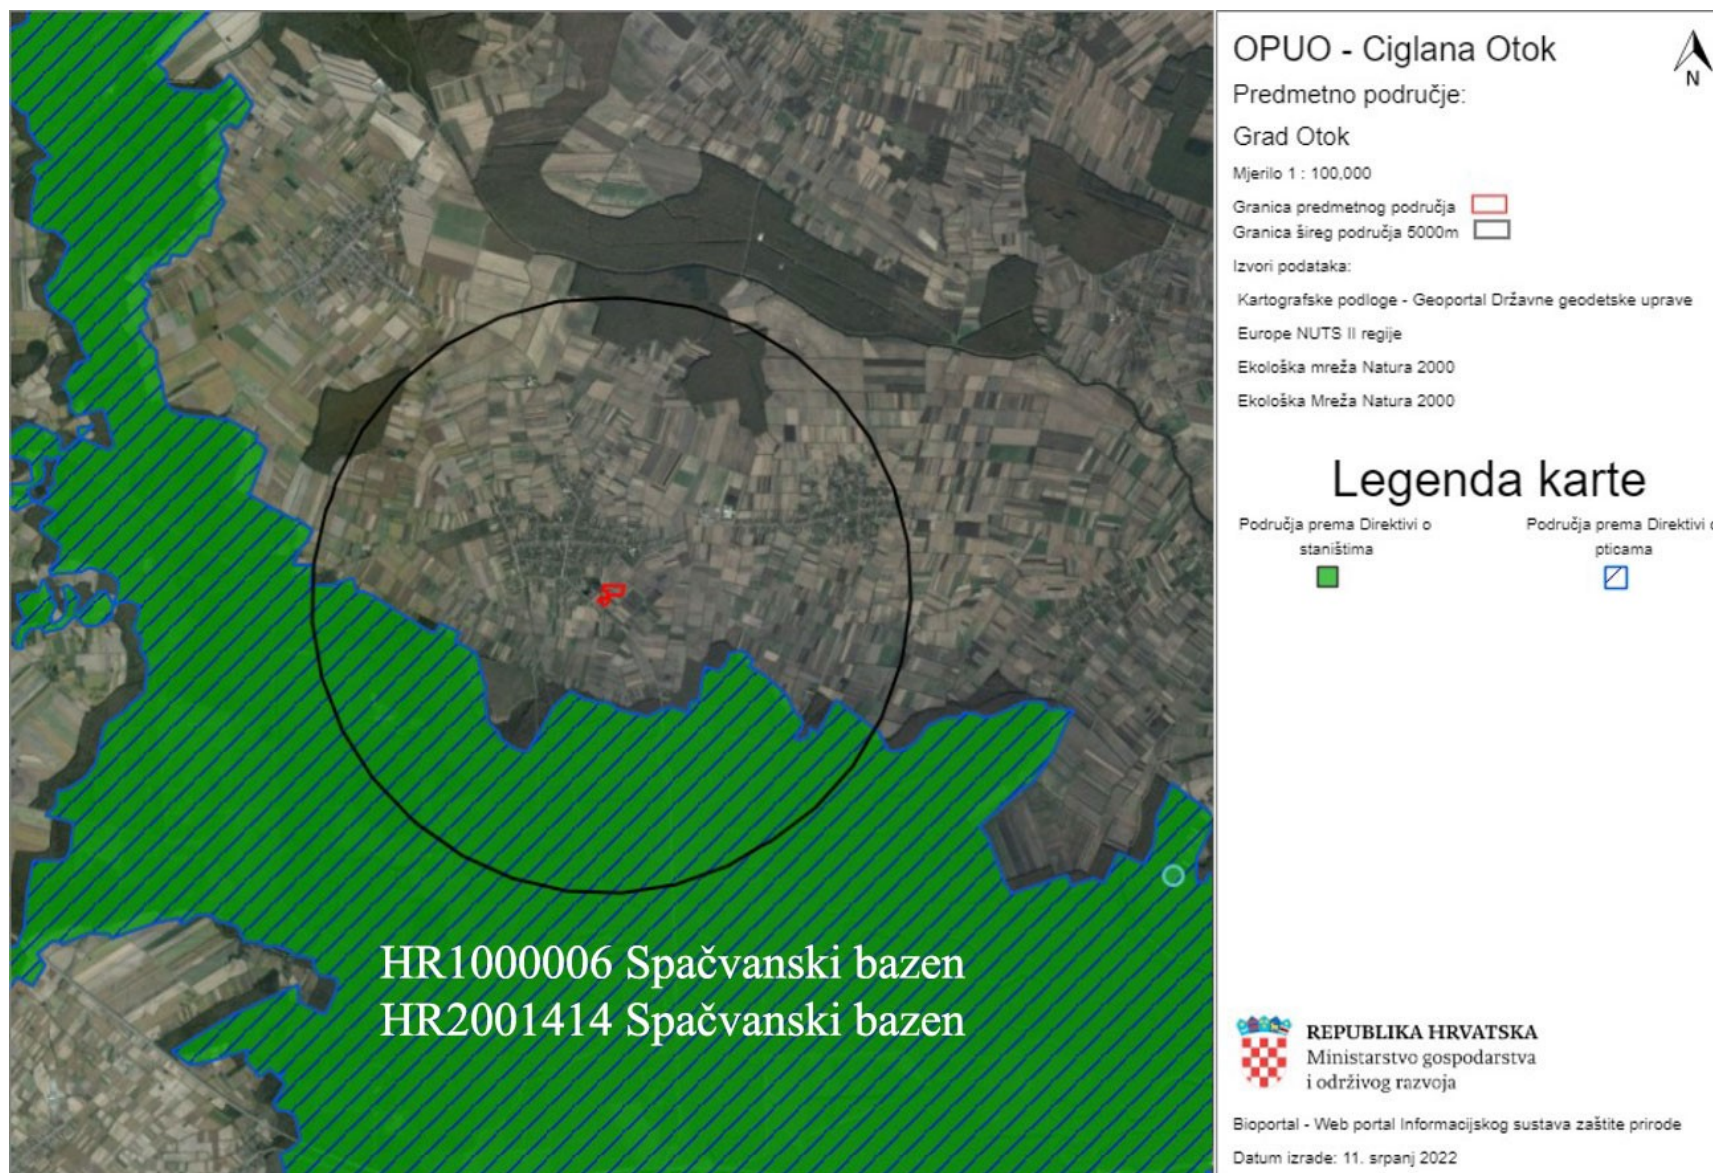 HR1000006 Spačvanski bazen
HR2001414 Spačvanski bazen
OPUO - Ciglana Otok
N
Predmetno područje:
Grad Otok
Mjerilo 1 : 100,000
Granica predmetnog područja
Granica šireg područja 5000m
Izvori podataka:
Kartografske podloge - Geoportal Državne geodetske uprave
Europe NUTS II regije
Ekološka mreža Natura 2000
Ekološka Mreža Natura 2000
Legenda karte
Područja prema Direktivi o
staništima
Područja prema Direktivi o
pticama
REPUBLIKA HRVATSKA
Ministarstvo gospodarstva
i održivog razvoja
Bioportal - Web portal Informacijskog sustava zaštite prirode
Datum izrade: 11. srpanj 2022